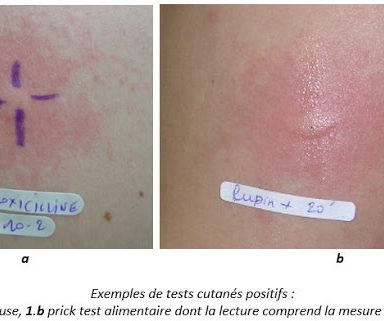 OXICILLINE
10-2
Lupin + 20'
a
b
Exemples de tests cutanés positifs :
use, 1.b prick test alimentaire dont la lecture comprend la mesure